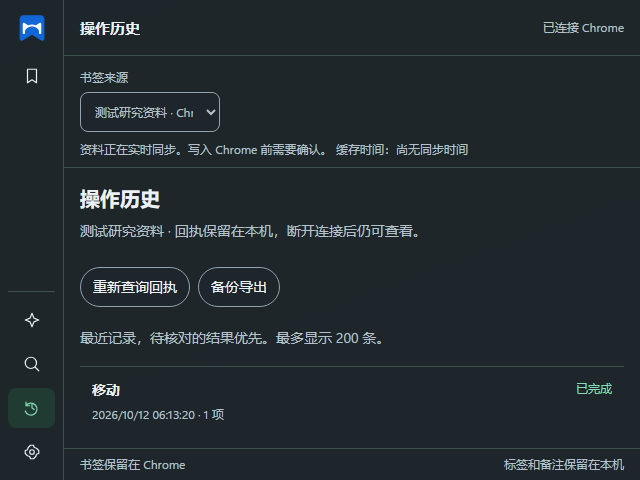 操作历史
已连接 Chrome
书签来源
测试研究资料 · Chr
资料正在实时同步。写入 Chrome 前需要确认。 缓存时间：尚无同步时间
操作历史
测试研究资料 · 回执保留在本机，断开连接后仍可查看。
重新查询回执
备份导出
最近记录，待核对的结果优先。最多显示 200 条。
移动
已完成
2026/10/12 06:13:20 · 1 项
书签保留在 Chrome
标签和备注保留在本机